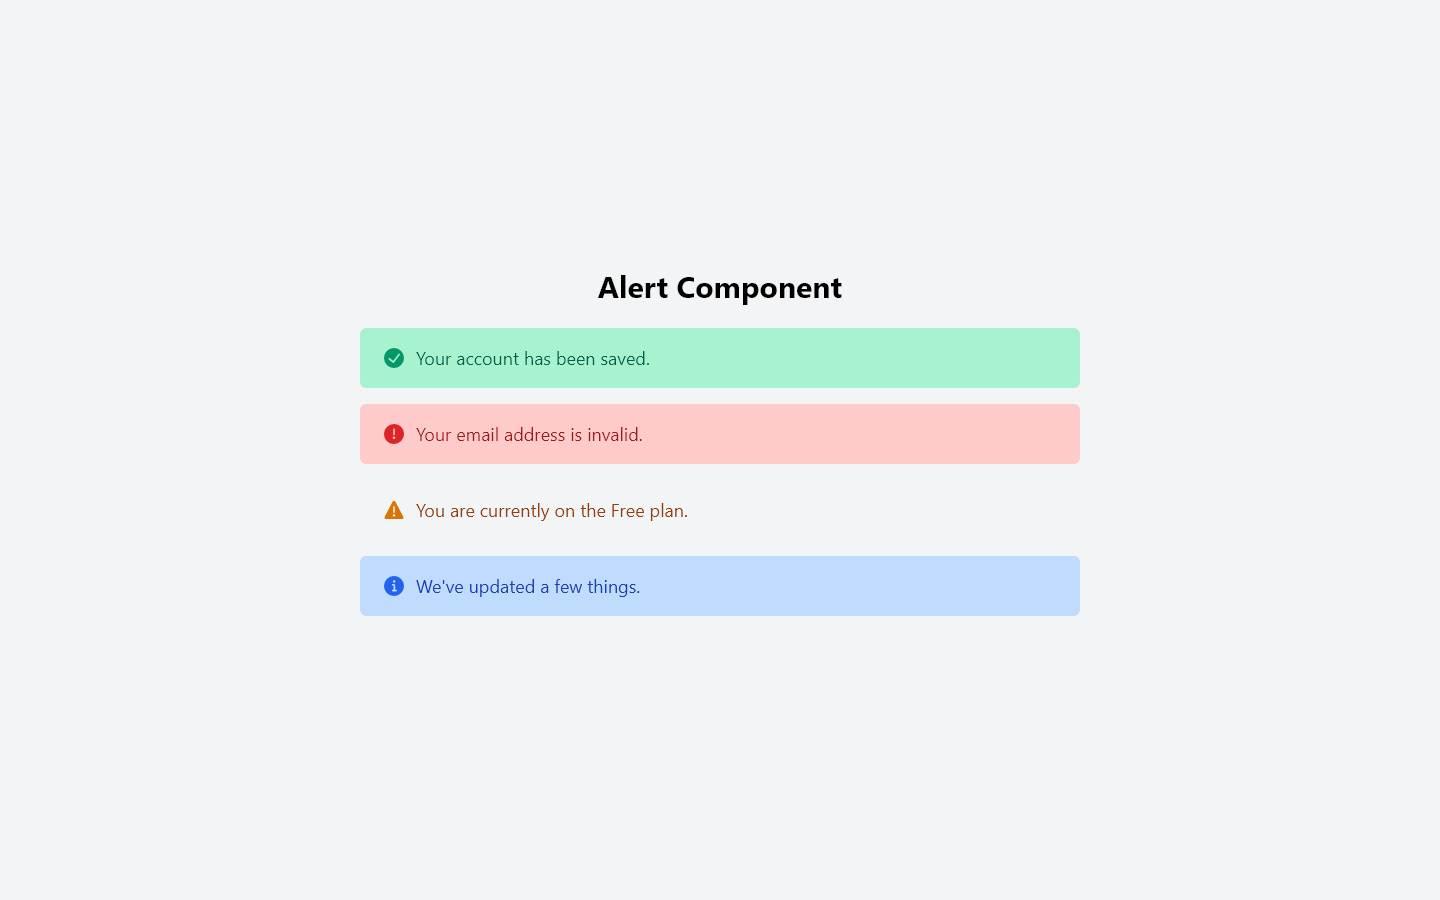 Alert Component
Your account has been saved.
Your email address is invalid.
You are currently on the Free plan.
We've updated a few things.